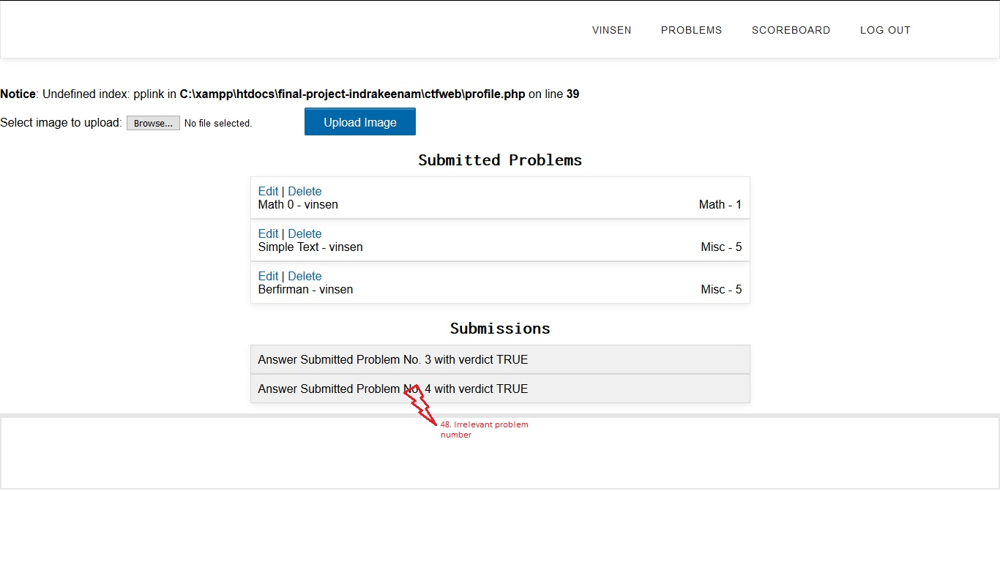 VINSEN PROBLEMS SCOREBOARD LOG OUT
Notice: Undefined index: pplink in C:\xampp\htdocs\final-project-indrakeenam\ctfweb\profile.php on line 39
Select image to upload: Browse... No file selected. Upload Image
Submitted Problems
Edit | Delete
Math 0 - vinsen Math - 1
Edit | Delete
Simple Text - vinsen Misc - 5
Edit | Delete
Berfirman - vinsen Misc - 5
Submissions
Answer Submitted Problem No. 3 with verdict TRUE
Answer Submitted Problem No. 4 with verdict TRUE
48. Irrelevant problem
number